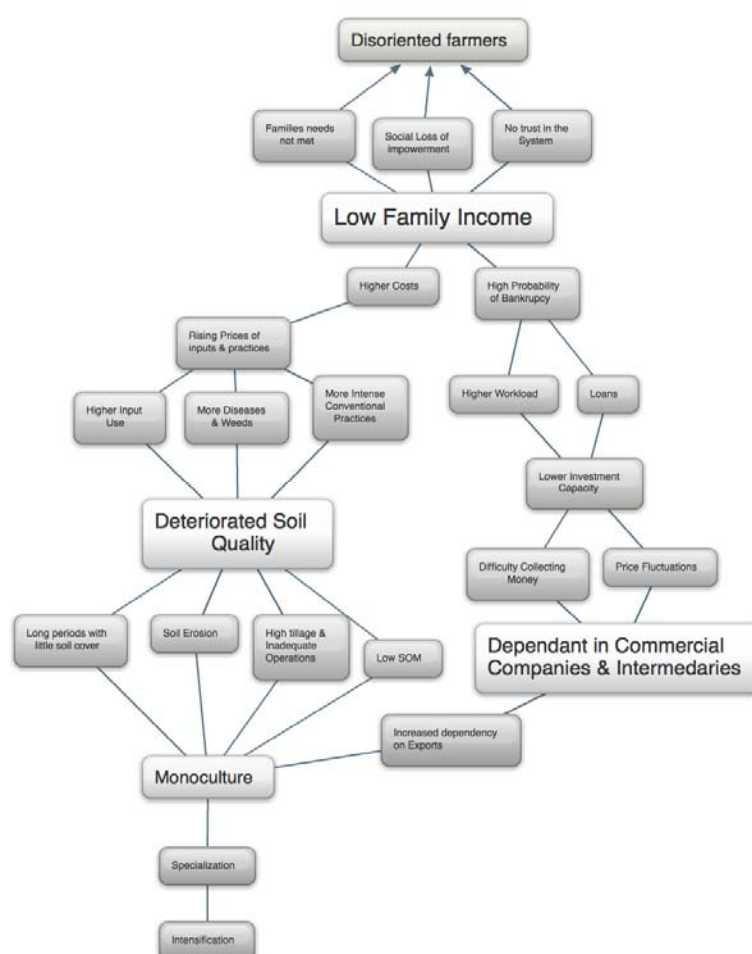 Disoriented farmers
Families needs
not met
Social Loss of
impowerment
No trust in the
System
Low Family Income
Higher Costs
High Probability
of Bankrupcy
Rising Prices of
inputs & practices
Higher Input
Use
More Diseases
& Weeds
More Intense
Conventional
Practices
Higher Workload
Loans
Lower Investment
Capacity
Deteriorated Soil
Quality
Difficulty Collecting
Money
Price Fluctuations
Long periods with
little soil cover
Soil Erosion
High tillage &
Inadequate
Operations
Low SOM
Dependant in Commercial
Companies & Intermedaries
Increased dependency
on Exports
Monoculture
Specialization
Intensification